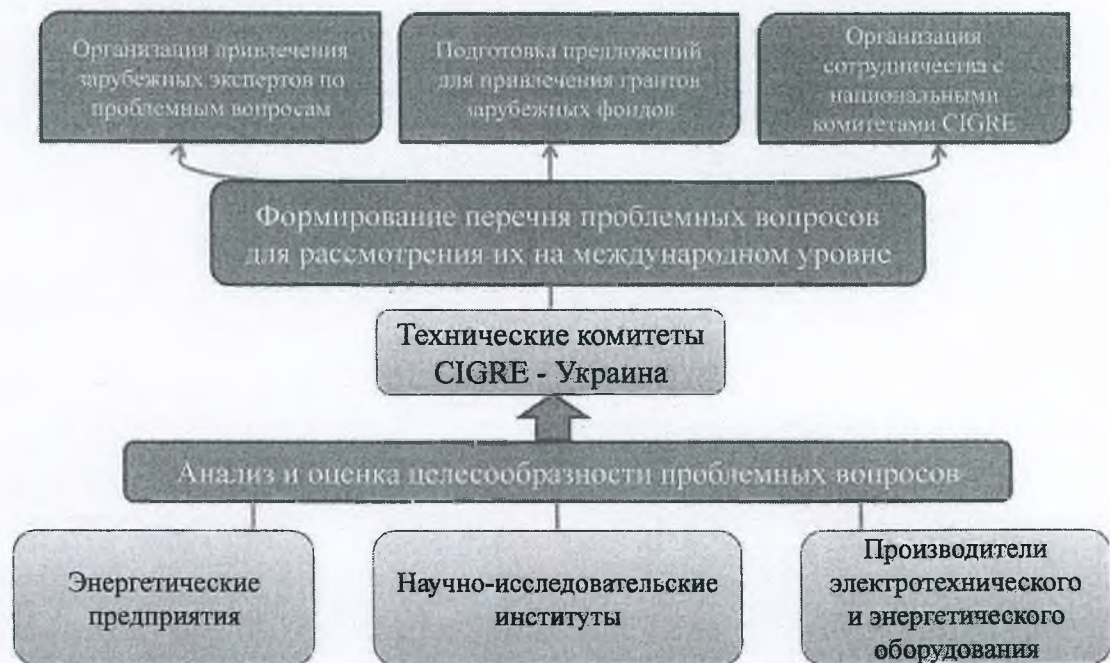 Организация привлечения
зарубежных экспертов по
проблемным вопросам
Подготовка предложений
для привлечения грантов
зарубежных фондов
Организация
сотрудничества с
национальными
комитетами CIGRE
Формирование перечня проблемных вопросов
для рассмотрения их на международном уровне
Технические комитеты
CIGRE - Украина
Анализ и оценка целесообразности проблемных вопросов
Энергетические
предприятия
Научно-исследовательские
институты
Производители
электротехнического
и энергетического
оборудования